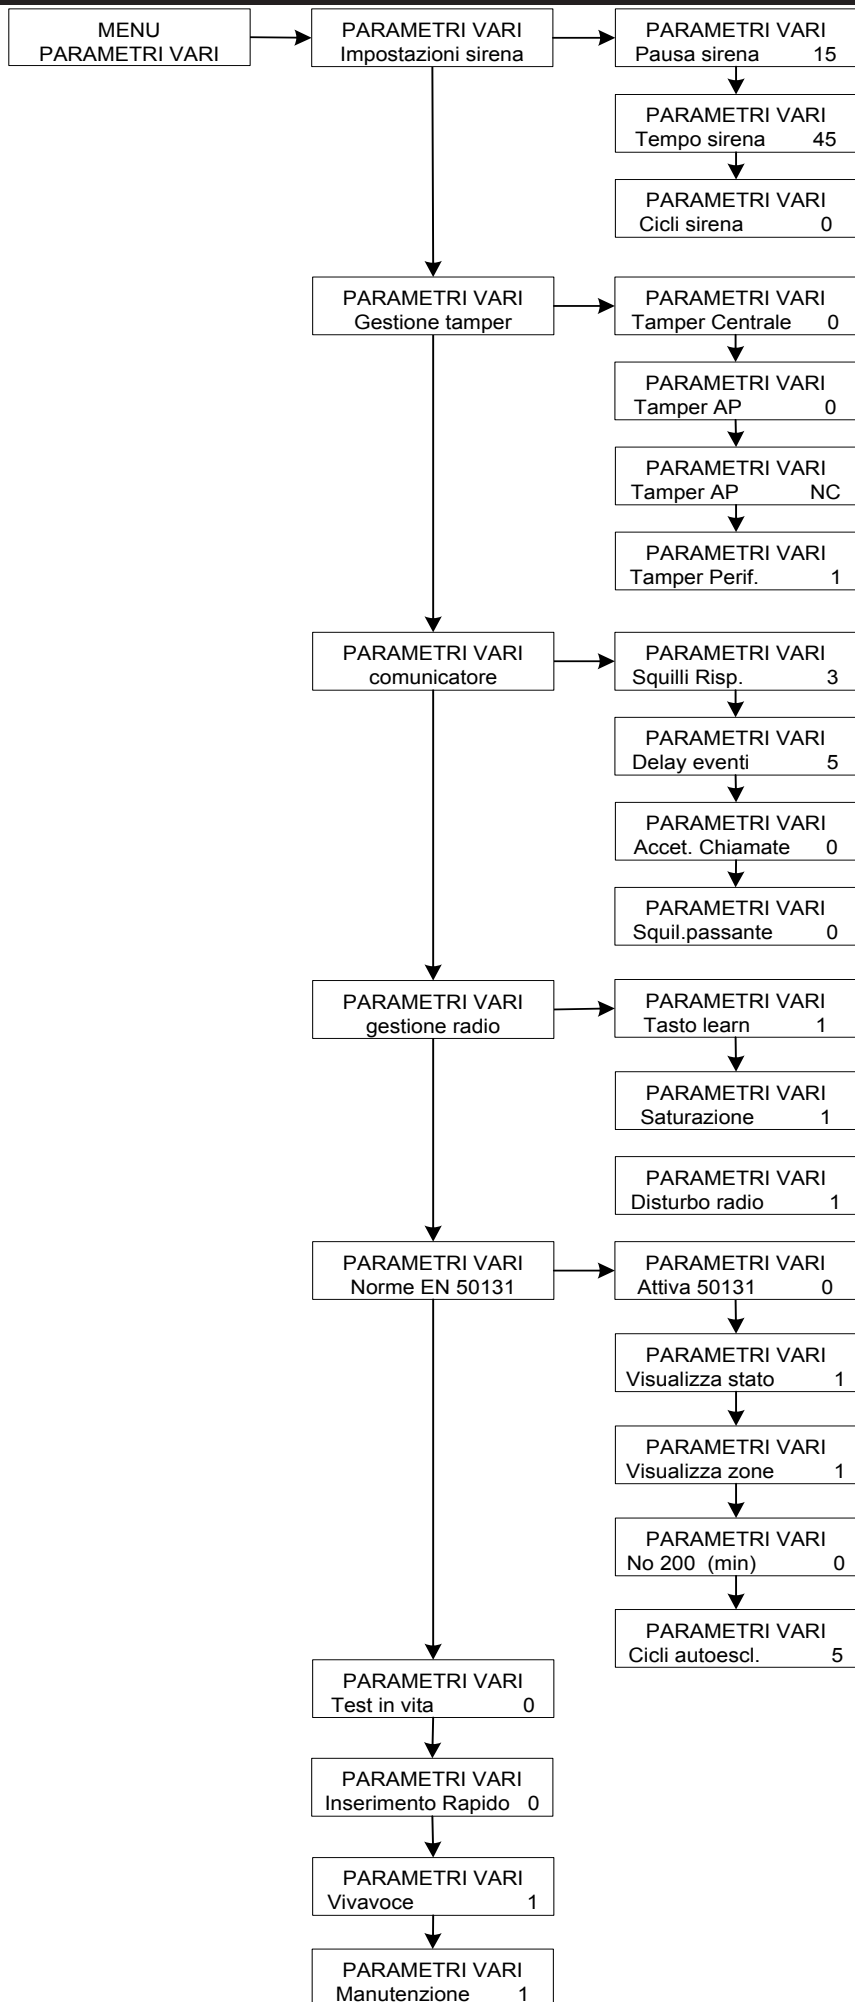 MENU
PARAMETRI VARI
PARAMETRI VARI
Impostazioni sirena
PARAMETRI VARI
Pausa sirena 15
PARAMETRI VARI
Tempo sirena 45
PARAMETRI VARI
Cicli sirena 0
PARAMETRI VARI
Gestione tamper
PARAMETRI VARI
Tamper Centrale 0
PARAMETRI VARI
Tamper AP 0
PARAMETRI VARI
Tamper AP NC
PARAMETRI VARI
Tamper Perif. 1
PARAMETRI VARI
comunicatore
PARAMETRI VARI
Squilli Risp. 3
PARAMETRI VARI
Delay eventi 5
PARAMETRI VARI
Accet. Chiamate 0
PARAMETRI VARI
Squil.passante 0
PARAMETRI VARI
gestione radio
PARAMETRI VARI
Tasto learn 1
PARAMETRI VARI
Saturazione 1
PARAMETRI VARI
Disturbo radio 1
PARAMETRI VARI
Norme EN 50131
PARAMETRI VARI
Attiva 50131 0
PARAMETRI VARI
Visualizza stato 1
PARAMETRI VARI
Visualizza zone 1
PARAMETRI VARI
No 200 (min) 0
PARAMETRI VARI
Cicli autoescl. 5
PARAMETRI VARI
Test in vita 0
PARAMETRI VARI
Inserimento Rapido 0
PARAMETRI VARI
Vivavoce 1
PARAMETRI VARI
Manutenzione 1